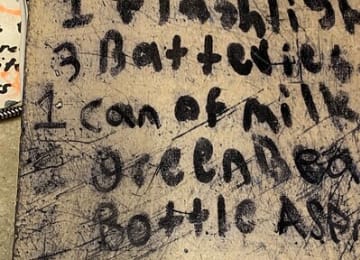 1 Flashlig
3 Batteries
1 can of milk
green Bea
Bottle Asp